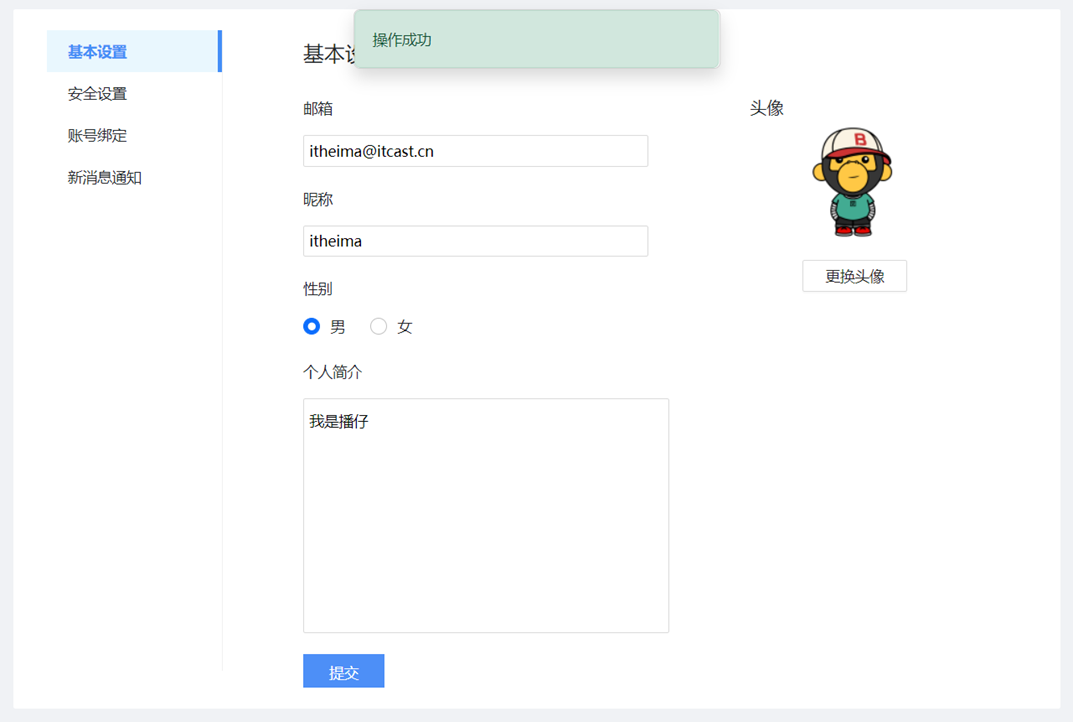 操作成功
基本设置
安全设置
账号绑定
新消息通知
基本设
邮箱
itheima@itcast.cn
昵称
itheima
性别
男 女
个人简介
我是播仔
提交
头像
B
更换头像